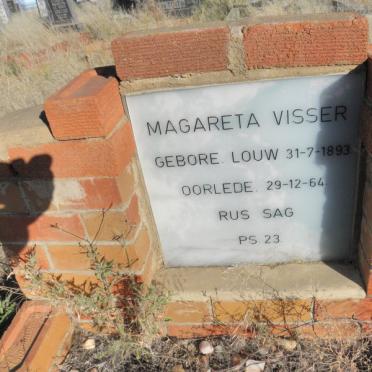 MAGARETA VISSER
GEBORE. LOUW 31-7-1893
OORLEDE. 29-12-64
RUS SAG
PS. 23.